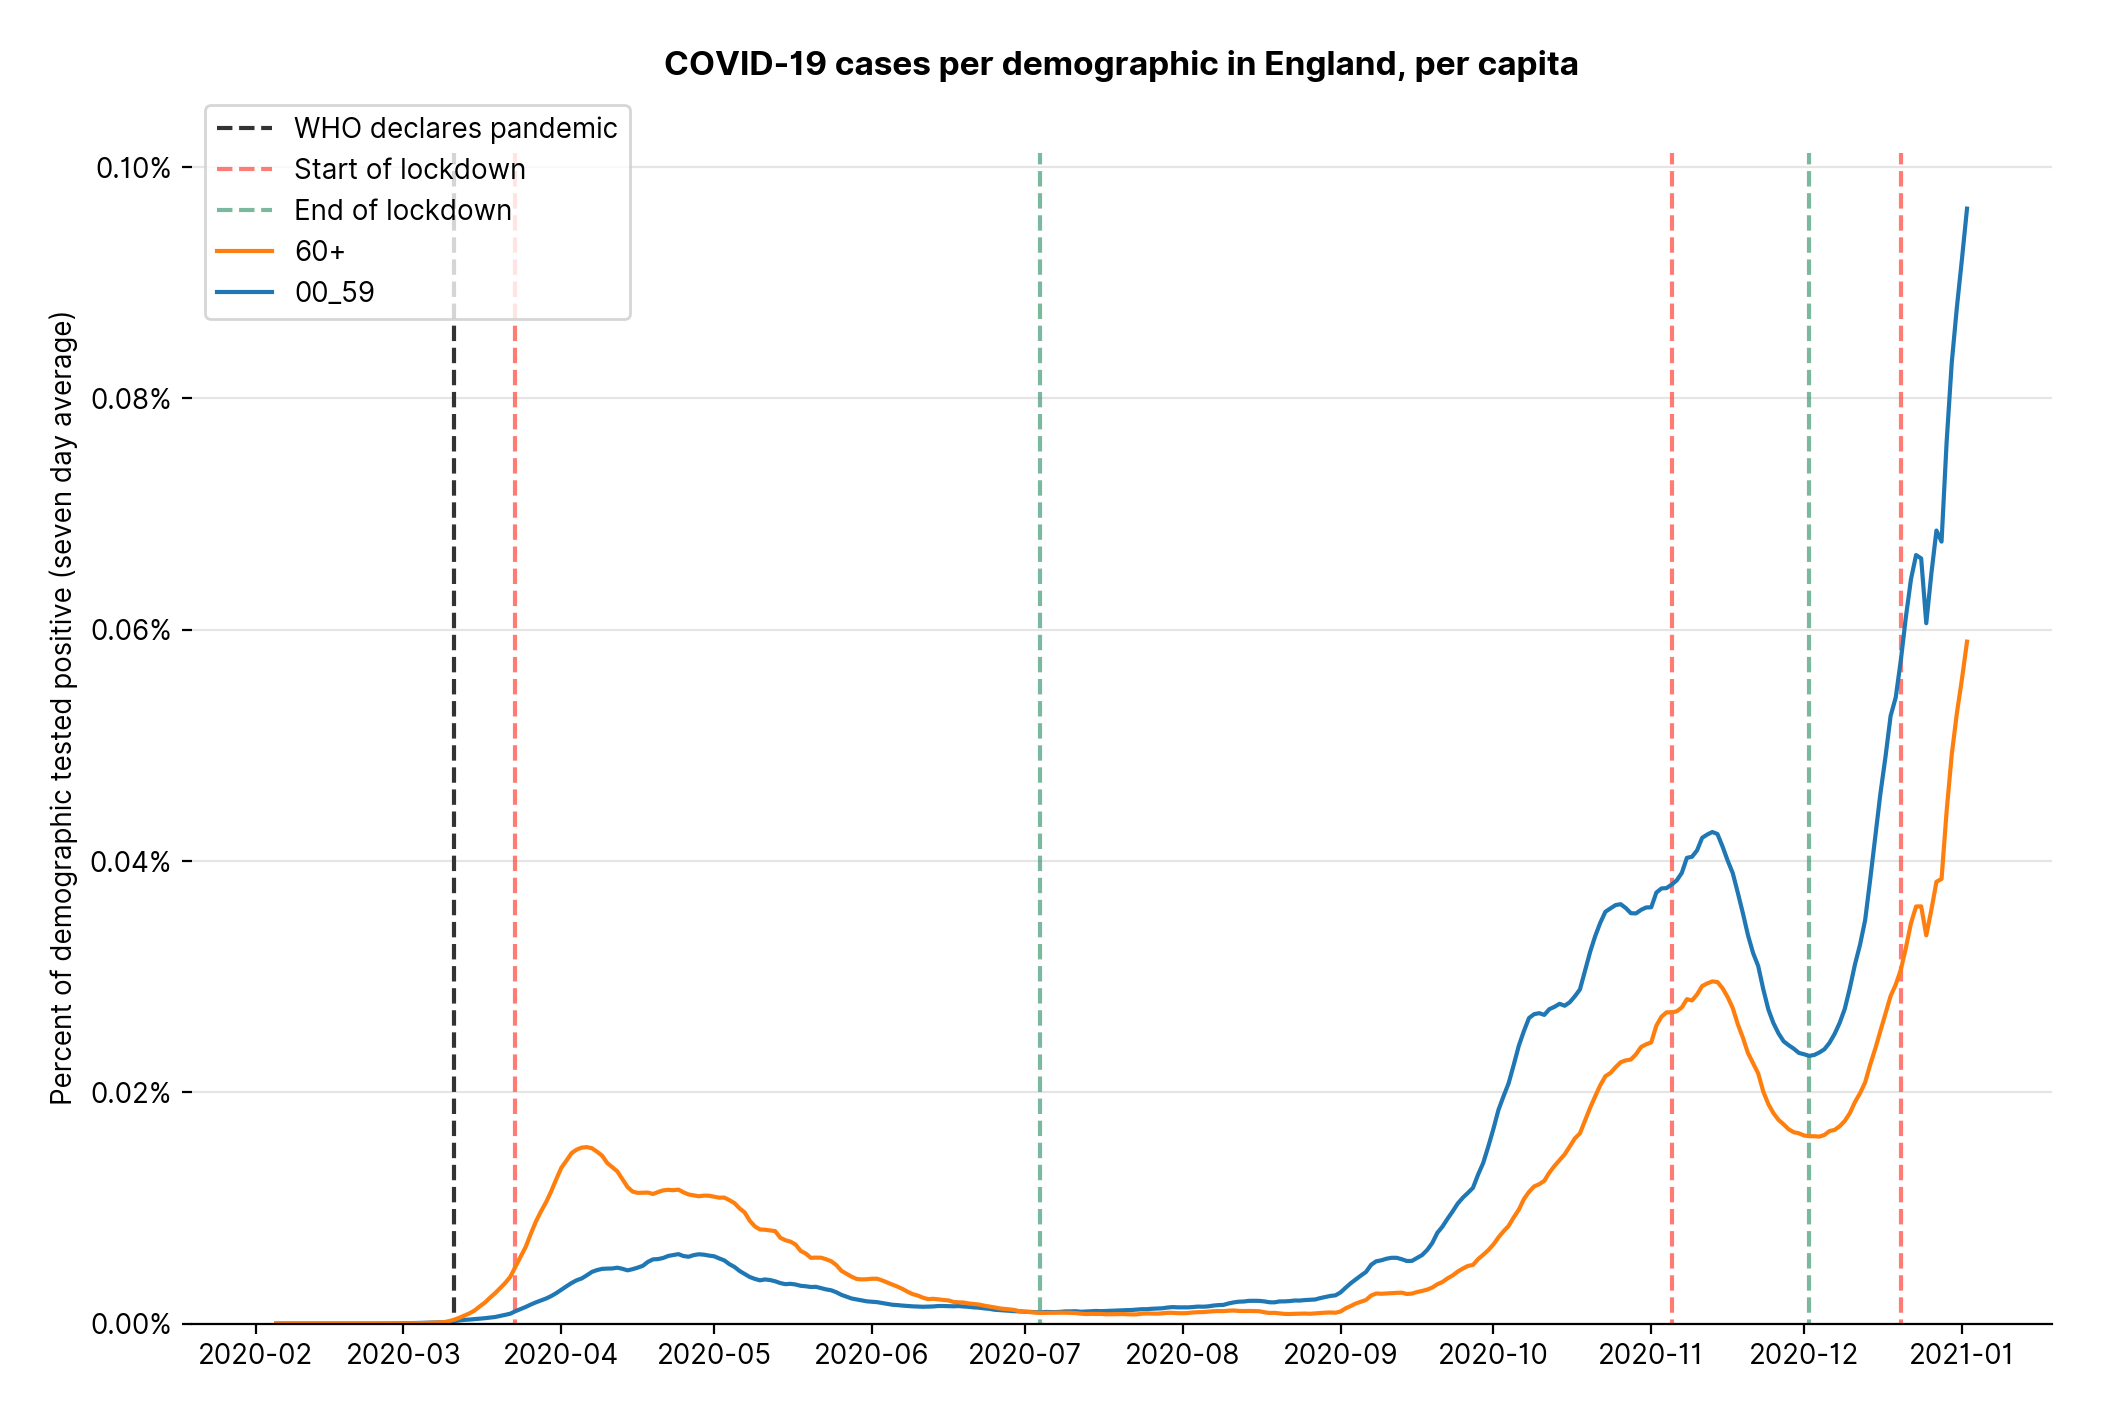 COVID-19 cases per demographic in England, per capita
WHO declares pandemic
Start of lockdown
End of lockdown
60+
00_59
Percent of demographic tested positive (seven day average)
0.10%
0.08%
0.06%
0.04%
0.02%
0.00%
2020-02 2020-03 2020-04 2020-05 2020-06 2020-07 2020-08 2020-09 2020-10 2020-11 2020-12 2021-01